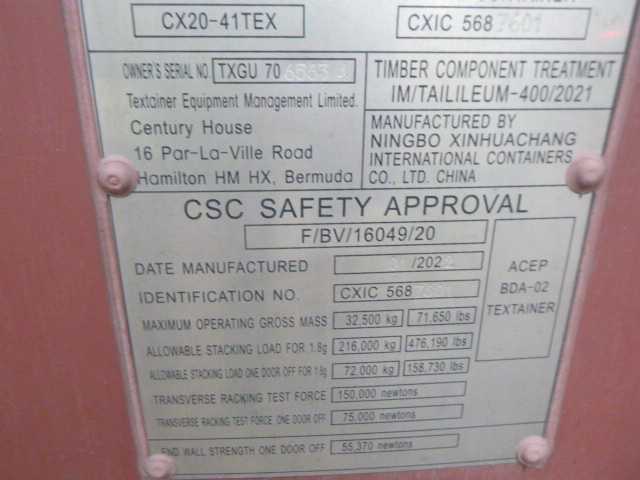 CX20-41TEX
CXIC 5687601
OWNER'S SERIAL NO. TXGU 70
Textainer Equipment Management Limited.
Century House
16 Par-La-Ville Road
Hamilton HM HX, Bermuda
TIMBER COMPONENT TREATMENT
IM/TAILILEUM-400/2021
MANUFACTURED BY
NINGBO XINHUACHANG
INTERNATIONAL CONTAINERS
CO., LTD. CHINA
CSC SAFETY APPROVAL
F/BV/16049/20
DATE MANUFACTURED /2022
IDENTIFICATION NO. CXIC 568
MAXIMUM OPERATING GROSS MASS 32,500 kg 71,650 lbs
ALLOWABLE STACKING LOAD FOR 1.8g 216,000 kg 476,190 lbs
ALLOWABLE STACKING LOAD ONE DOOR OFF FOR 1.8g 72,000 kg 158,730 lbs
TRANSVERSE RACKING TEST FORCE 150,000 newtons
TRANSVERSE RACKING TEST FORCE ONE DOOR OFF 75,000 newtons
END WALL STRENGTH ONE DOOR OFF 55,370 newtons
ACEP
BDA-02
TEXTAINER